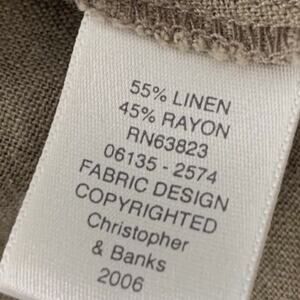 55% LINEN
45% RAYON
RN63823
06135 - 2574
FABRIC DESIGN
COPYRIGHTED
Christopher
& Banks
2006